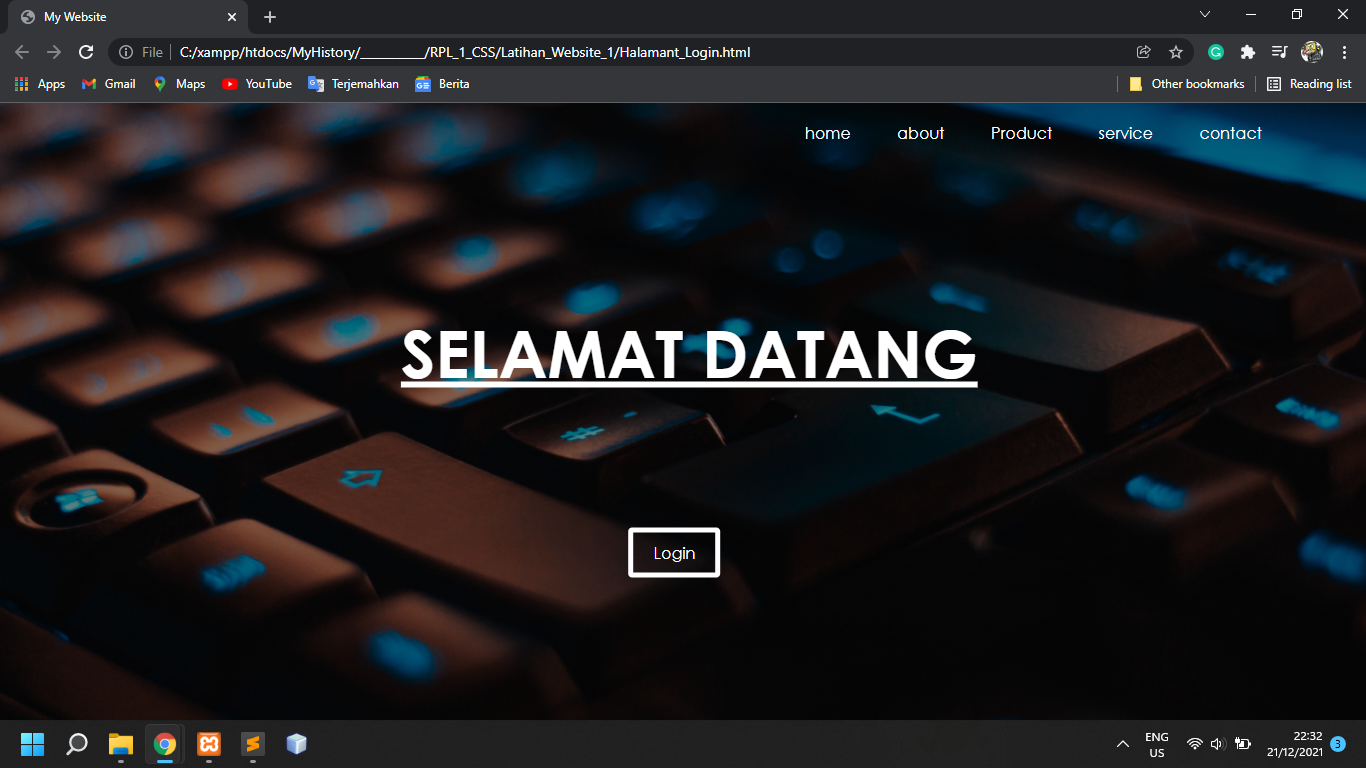 My Website
File C:/xampp/htdocs/MyHistory/__________/RPL_1_CSS/Latihan_Website_1/Halamant_Login.html
Apps Gmail Maps YouTube Terjemahkan Berita Other bookmarks Reading list
home about Product service contact
SELAMAT DATANG
Login
ENG 22:32
US 21/12/2021 3